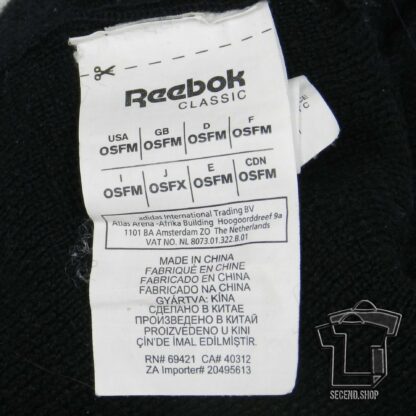 Reebok
CLASSIC
USA GB D F
OSFM OSFM OSFM OSFM
I J E CDN
OSFM OSFX OSFM OSFM
adidas International Trading BV
Atlas Arena -Afrika Building Hoogoorddreef 9a
1101 BA Amsterdam ZO The Netherlands
VAT NO. NL 8073.01.322.B.01
MADE IN CHINA
FABRIQUÉ EN CHINE
FABRICADO EN CHINA
FABRICADO NA CHINA
GYÁRTVA: KÍNA
СДЕЛАНО В КИТАЕ
ПРОИЗВЕДЕНО В КИТАЕ
PROIZVEDENO U KINI
ÇİN'DE İMAL EDİLMİŞTİR.
RN# 69421 CA# 40312
ZA Importer# 20495613
SECEND.SHOP